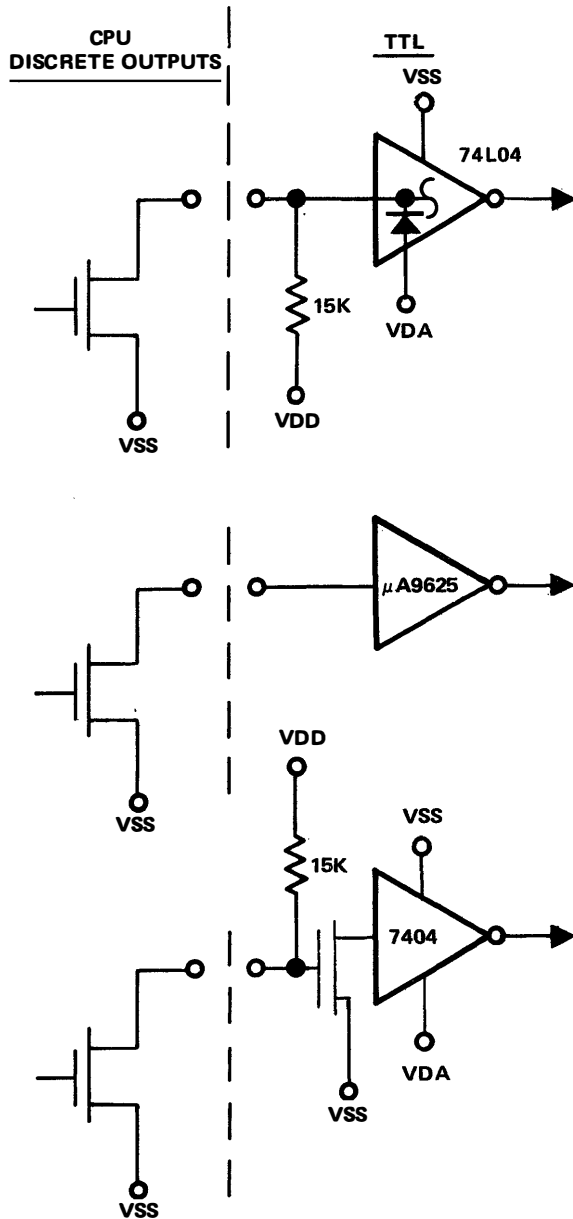 CPU
DISCRETE OUTPUTS
TTL
VSS
74L04
15K
VDA
VDD
VSS
μA9625
VSS
VDD
15K
VSS
7404
VDA
VSS
VSS